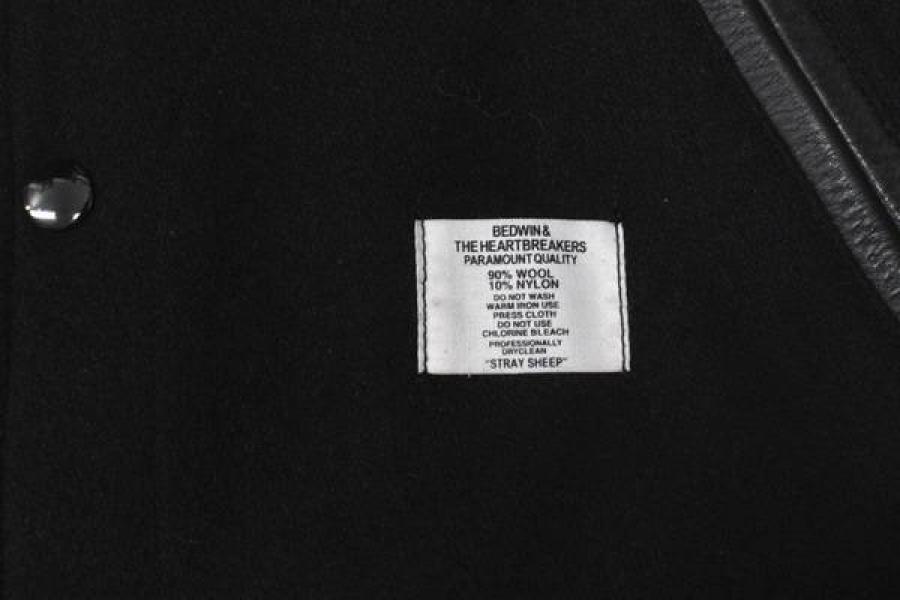 BEDWIN &
THE HEARTBREAKERS
PARAMOUNT QUALITY
90% WOOL
10% NYLON
DO NOT WASH
WARM IRON USE
PRESS CLOTH
DO NOT USE
CHLORINE BLEACH
PROFESSIONALLY
DRYCLEAN
"STRAY SHEEP"